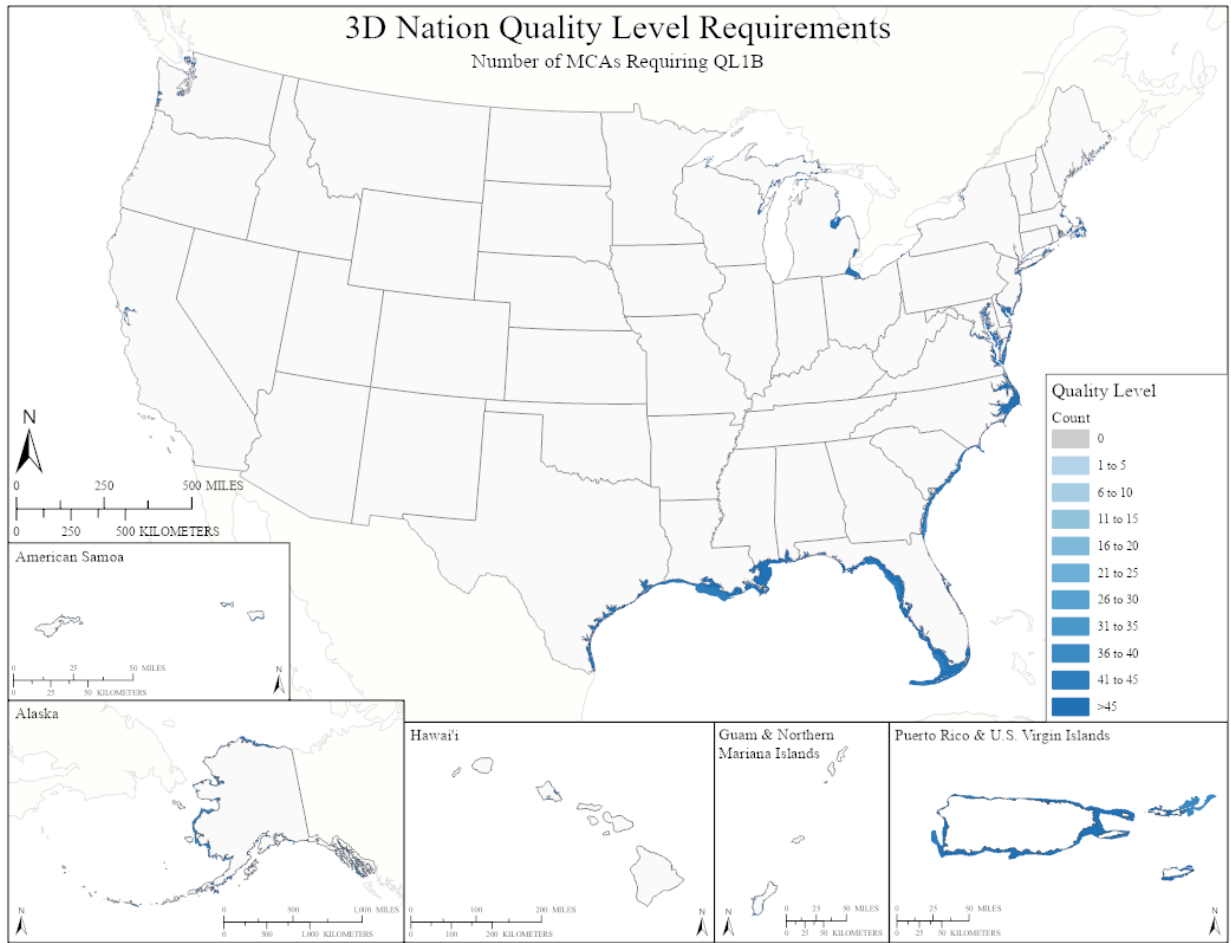 3D Nation Quality Level Requirements
Number of MCAs Requiring QL1B
N
0 250 500 MILES
0 250 500 KILOMETERS
Quality Level
Count
0
1 to 5
6 to 10
11 to 15
16 to 20
21 to 25
26 to 30
31 to 35
36 to 40
41 to 45
>45
American Samoa
0 25 50 MILES
0 25 50 KILOMETERS
N
Alaska
N
0 500 1,000 MILES
0 500 1,000 KILOMETERS
Hawai'i
0 100 200 MILES
0 100 200 KILOMETERS
N
Guam & Northern
Mariana Islands
0 25 50 MILES
0 25 50 KILOMETERS
N
Puerto Rico & U.S. Virgin Islands
0 25 50 MILES
0 25 50 KILOMETERS
N